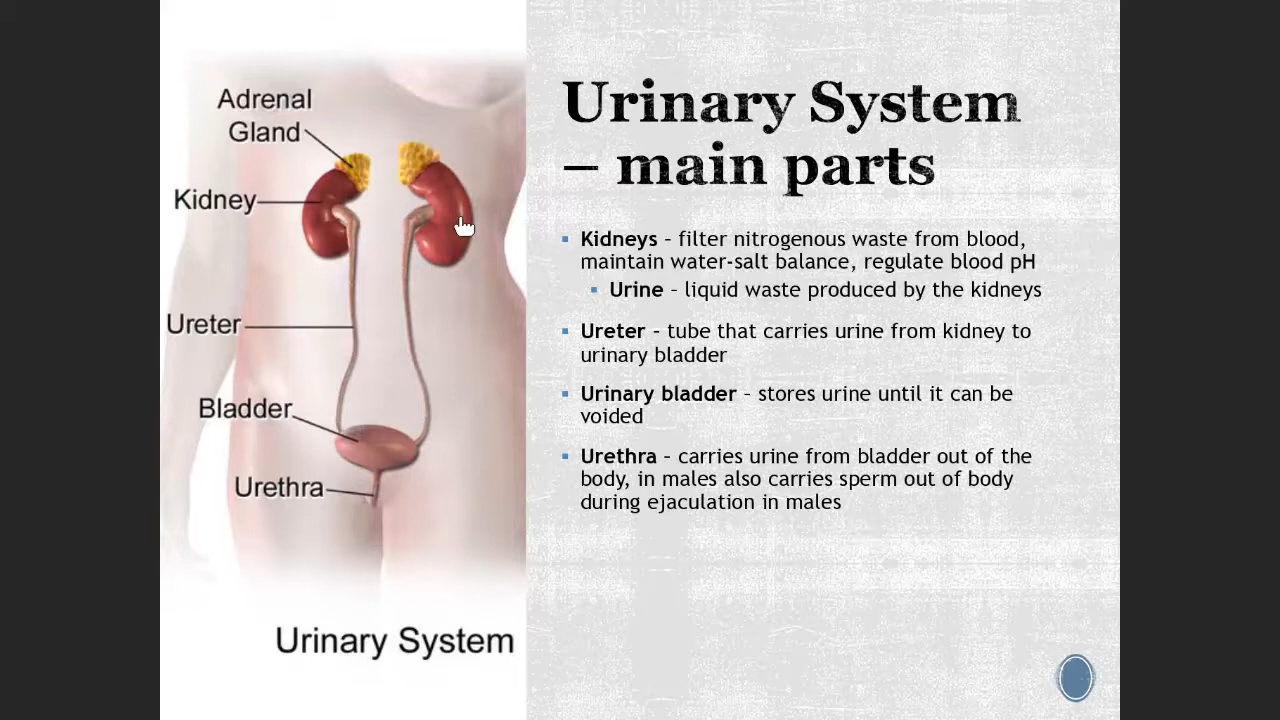 Adrenal
Gland
Kidney
Ureter
Bladder
Urethra
Urinary System
Urinary System
– main parts
▪ Kidneys – filter nitrogenous waste from blood,
maintain water-salt balance, regulate blood pH
▪ Urine – liquid waste produced by the kidneys
▪ Ureter – tube that carries urine from kidney to
urinary bladder
▪ Urinary bladder – stores urine until it can be
voided
▪ Urethra – carries urine from bladder out of the
body, in males also carries sperm out of body
during ejaculation in males